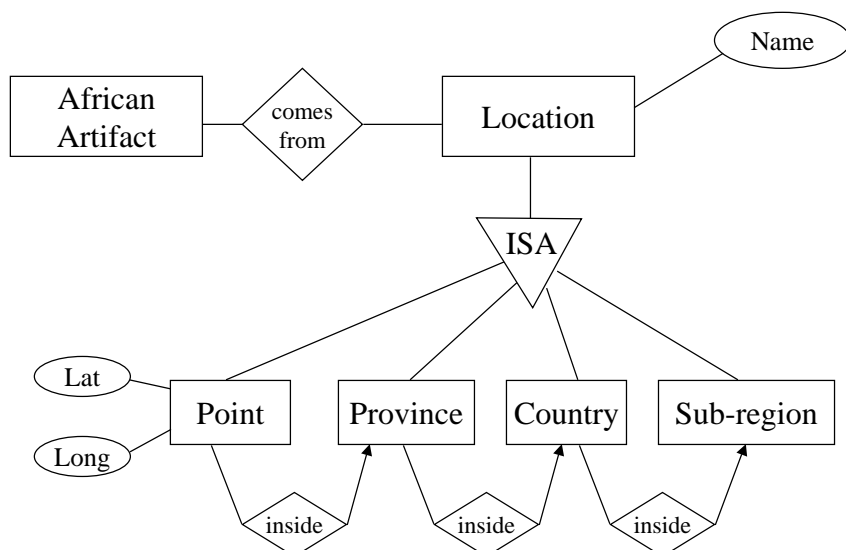 Name
African
Artifact
comes
from
Location
ISA
Lat
Point
Province
Country
Sub-region
Long
inside
inside
inside